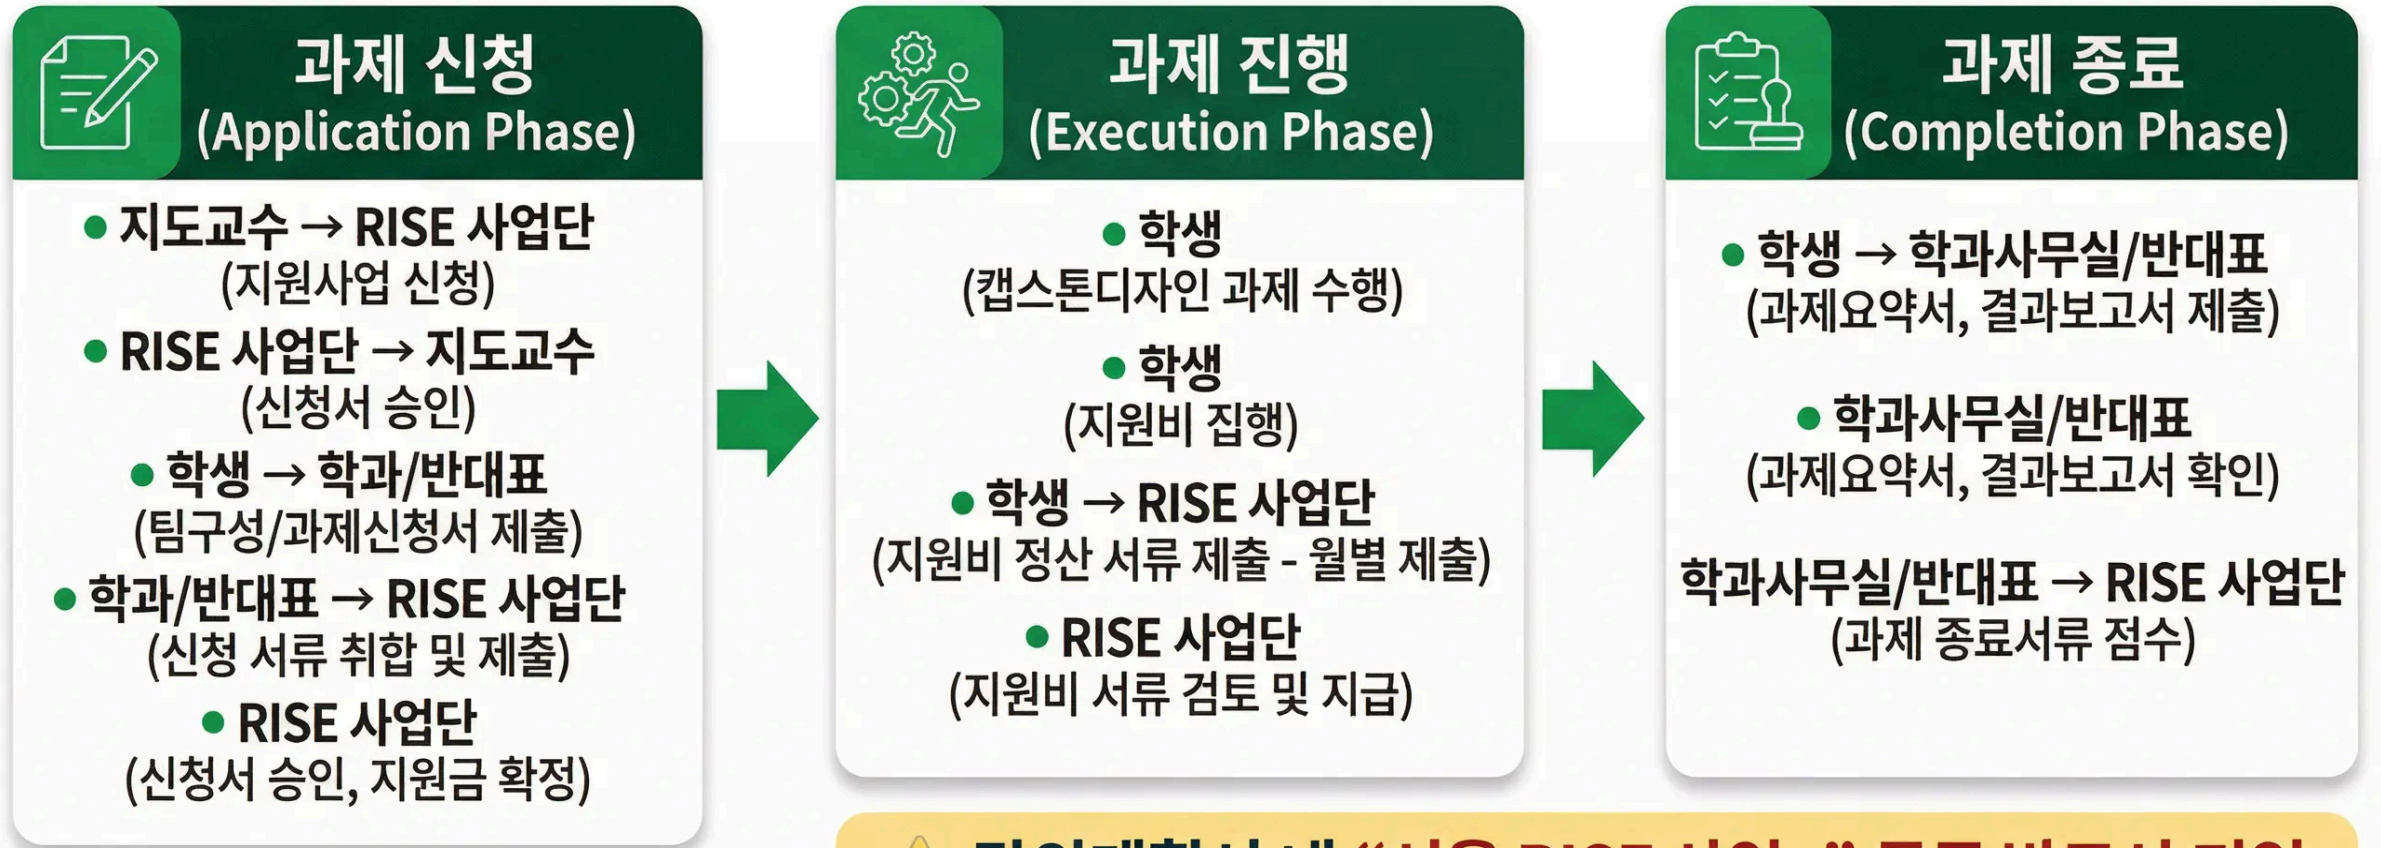 과제 신청
(Application Phase)
• 지도교수 → RISE 사업단
(지원사업 신청)
• RISE 사업단 → 지도교수
(신청서 승인)
• 학생 → 학과/반대표
(팀구성/과제신청서 제출)
• 학과/반대표 → RISE 사업단
(신청 서류 취합 및 제출)
• RISE 사업단
(신청서 승인, 지원금 확정)
과제 진행
(Execution Phase)
• 학생
(캡스톤디자인 과제 수행)
• 학생
(지원비 집행)
• 학생 → RISE 사업단
(지원비 정산 서류 제출 - 월별 제출)
• RISE 사업단
(지원비 서류 검토 및 지급)
과제 종료
(Completion Phase)
• 학생 → 학과사무실/반대표
(과제요약서, 결과보고서 제출)
• 학과사무실/반대표
(과제요약서, 결과보고서 확인)
학과사무실/반대표 → RISE 사업단
(과제 종료서류 점수)
RISE